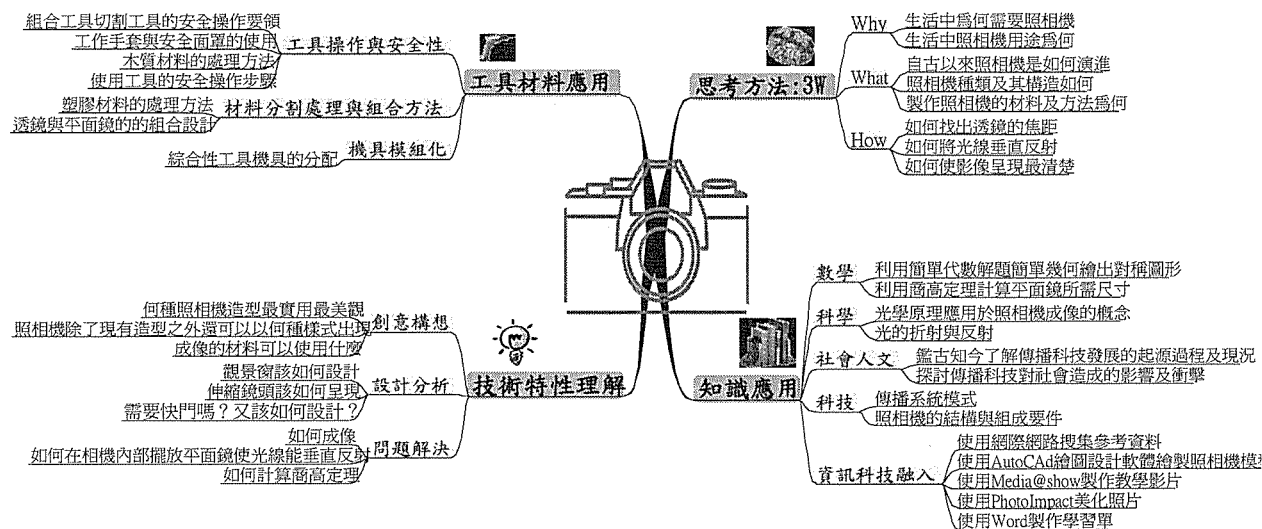 組合工具切割工具的安全操作要領
工作手套與安全面罩的使用
木質材料的處理方法
使用工具的安全操作步驟
工具操作與安全性
塑膠材料的處理方法
透鏡與平面鏡的的組合設計
材料分割處理與組合方法
綜合性工具機具的分配
機具模組化
工具材料應用
思考方法:3W
Why
生活中為何需要照相機
生活中照相機用途為何
What
自古以來照相機是如何演進
照相機種類及其構造如何
製作照相機的材料及方法為何
How
如何找出透鏡的焦距
如何將光線垂直反射
如何使影像呈現最清楚
何種照相機造型最實用最美觀
照相機除了現有造型之外還可以以何種樣式出現
成像的材料可以使用什麼
創意構想
觀景窗該如何設計
伸縮鏡頭該如何呈現
需要快門嗎？又該如何設計？
設計分析
如何成像
如何在相機內部擺放平面鏡使光線能垂直反射
如何計算商高定理
問題解決
技術特性理解
知識應用
數學
利用簡單代數解題簡單幾何繪出對稱圖形
利用商高定理計算平面鏡所需尺寸
科學
光學原理應用於照相機成像的概念
光的折射與反射
社會人文
鑑古知今了解傳播科技發展的起源過程及現況
探討傳播科技對社會造成的影響及衝擊
科技
傳播系統模式
照相機的結構與組成要件
資訊科技融入
使用網際網路搜集參考資料
使用AutoCAd繪圖設計軟體繪製照相機模
使用Media@show製作教學影片
使用PhotoImpact美化照片
使用Word製作學習單